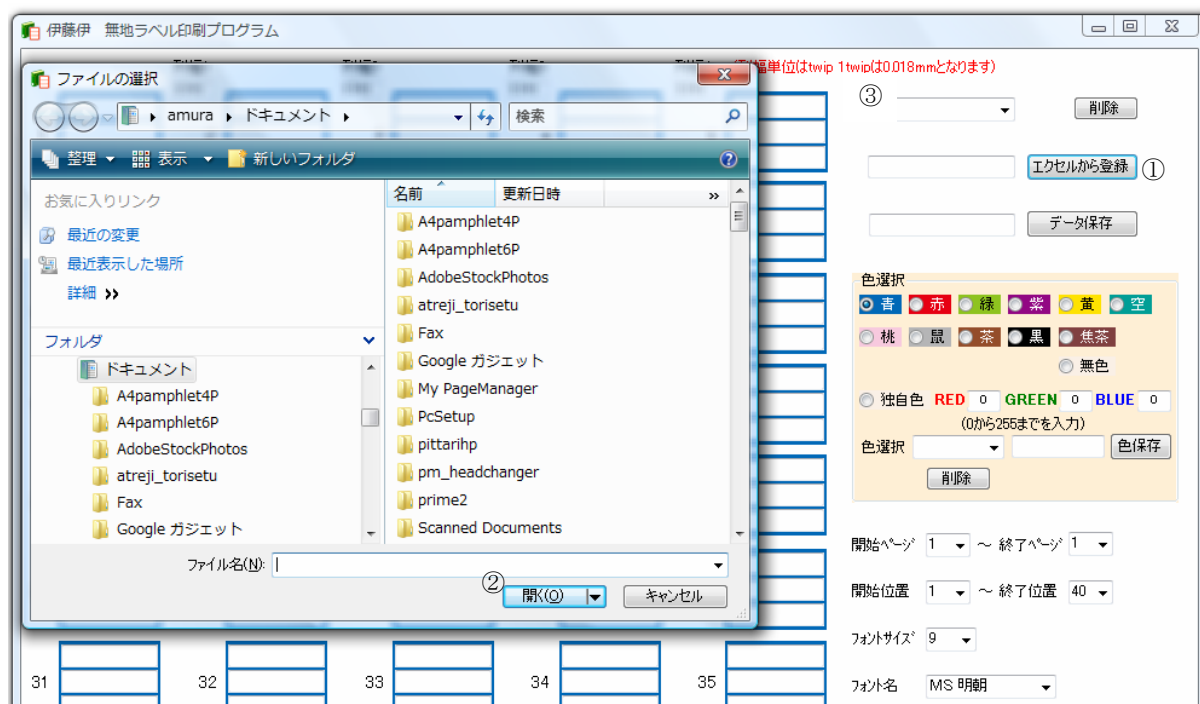 伊藤伊 無地ラベル印刷プログラム
幅単位(はtwip 1twipは0.018mmとなります)
ファイルの選択
amura ドキュメント
検索
整理 表示 新しいフォルダ
お気に入りリンク
最近の変更
最近表示した場所
詳細 »
フォルダ
ドキュメント
A4pamphlet4P
A4pamphlet6P
AdobeStockPhotos
atreji_torisetu
Fax
Google ガジェット
名前 更新日時 »
A4pamphlet4P
A4pamphlet6P
AdobeStockPhotos
atreji_torisetu
Fax
Google ガジェット
My PageManager
PcSetup
pittarihp
pm_headchanger
prime2
Scanned Documents
ファイル名(N):
② 開く(O) キャンセル
③ 削除
エクセルから登録 ①
データ保存
色選択
青 赤 緑 紫 黄 空
桃 鼠 茶 黒 焦茶
無色
独自色 RED 0 GREEN 0 BLUE 0
(0から255までを入力)
色選択 色保存
削除
開始ページ 1 ～ 終了ページ 1
開始位置 1 ～ 終了位置 40
フォントサイズ 9
フォント名 MS 明朝
31 32 33 34 35